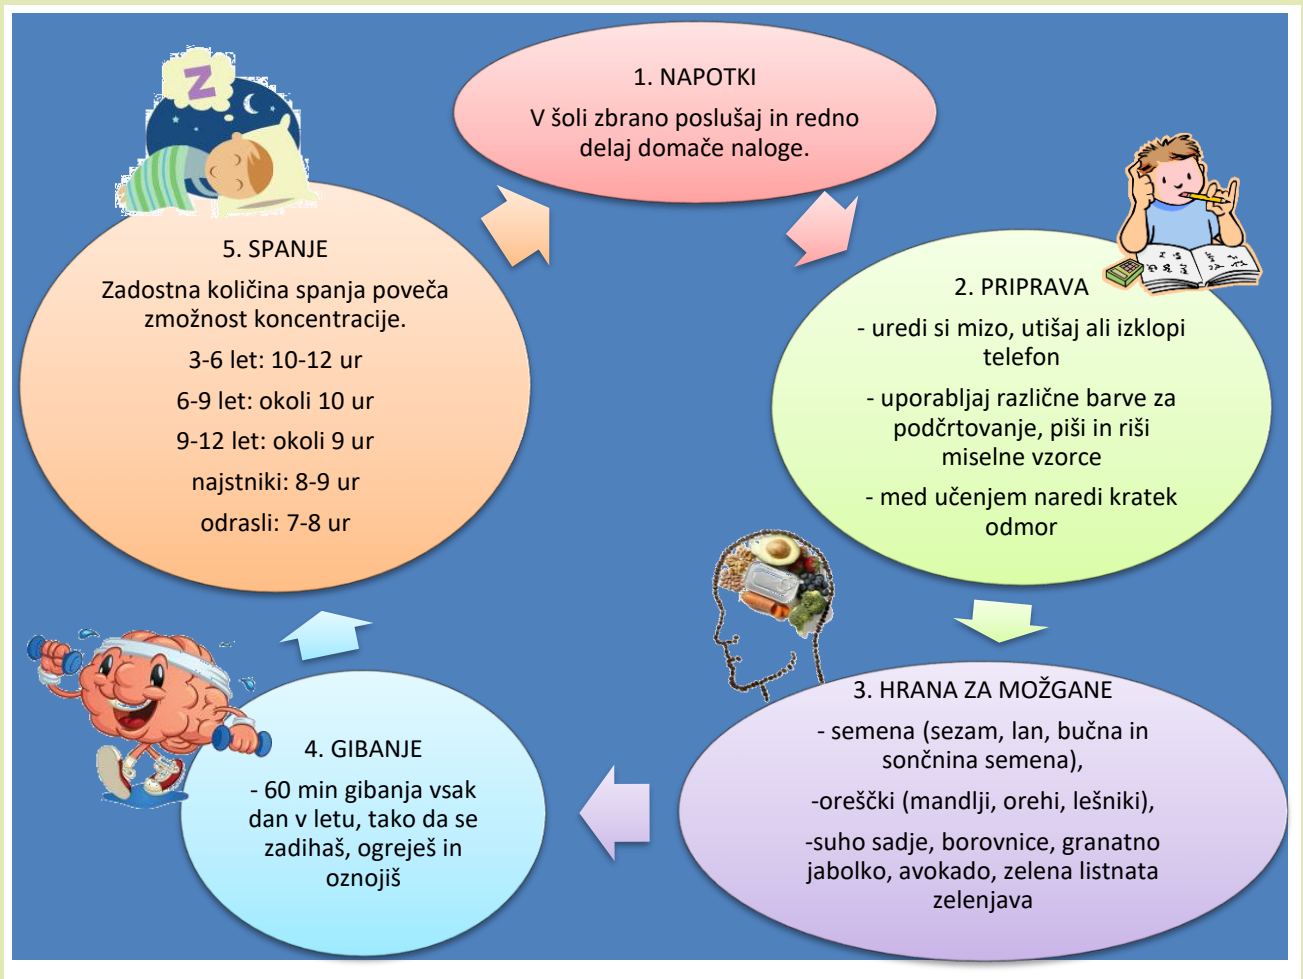 1. NAPOTKI
V šoli zbrano poslušaj in redno
delaj domače naloge.
2. PRIPRAVA
- uredi si mizo, utišaj ali izklopi
telefon
- uporabljaj različne barve za
podčrtovanje, piši in riši
miselne vzorce
- med učenjem naredi kratek
odmor
3. HRANA ZA MOŽGANE
- semena (sezam, lan, bučna in
sončnina semena),
-oreščki (mandlji, orehi, lešniki),
-suho sadje, borovnice, granatno
jabolko, avokado, zelena listnata
zelenjava
4. GIBANJE
- 60 min gibanja vsak
dan v letu, tako da se
zadihaš, ogreješ in
oznojiš
5. SPANJE
Zadostna količina spanja poveča
zmožnost koncentracije.
3-6 let: 10-12 ur
6-9 let: okoli 10 ur
9-12 let: okoli 9 ur
najstniki: 8-9 ur
odrasli: 7-8 ur
Z